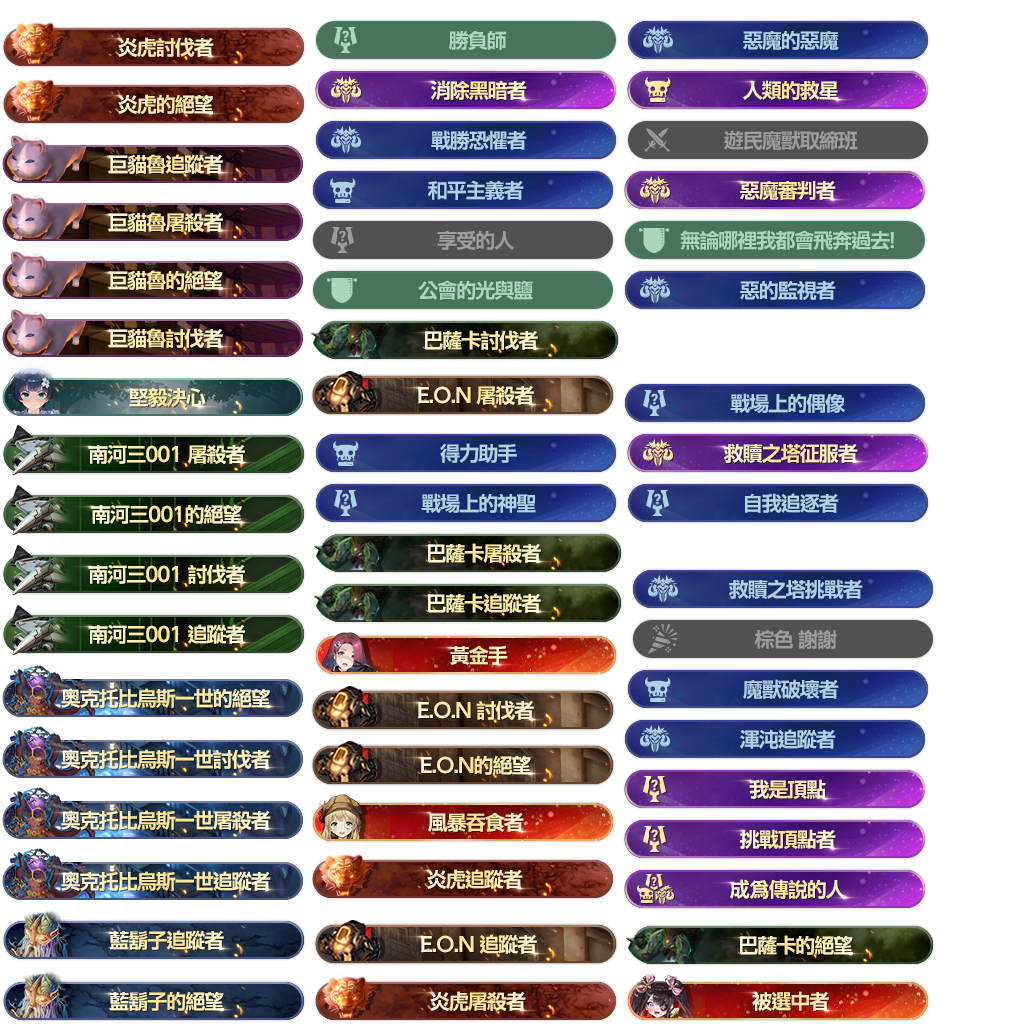 炎虎討伐者
炎虎的絕望
巨貓魯追蹤者
巨貓魯屠殺者
巨貓魯的絕望
巨貓魯討伐者
堅毅決心
南河三001 屠殺者
南河三001的絕望
南河三001 討伐者
南河三001 追蹤者
奧克托比烏斯一世的絕望
奧克托比烏斯一世討伐者
奧克托比烏斯一世屠殺者
奧克托比烏斯一世追蹤者
藍鬍子追蹤者
藍鬍子的絕望
勝負師
消除黑暗者
戰勝恐懼者
和平主義者
享受的人
公會的光與鹽
巴薩卡討伐者
E.O.N 屠殺者
得力助手
戰場上的神聖
巴薩卡屠殺者
巴薩卡追蹤者
黃金手
E.O.N 討伐者
E.O.N的絕望
風暴吞食者
炎虎追蹤者
E.O.N 追蹤者
炎虎屠殺者
惡魔的惡魔
人類的救星
遊民魔獸取締班
惡魔審判者
無論哪裡我都會飛奔過去!
惡的監視者
戰場上的偶像
救贖之塔征服者
自我追逐者
救贖之塔挑戰者
棕色 謝謝
魔獸破壞者
渾沌追蹤者
我是頂點
挑戰頂點者
成為傳說的人
巴薩卡的絕望
被選中者